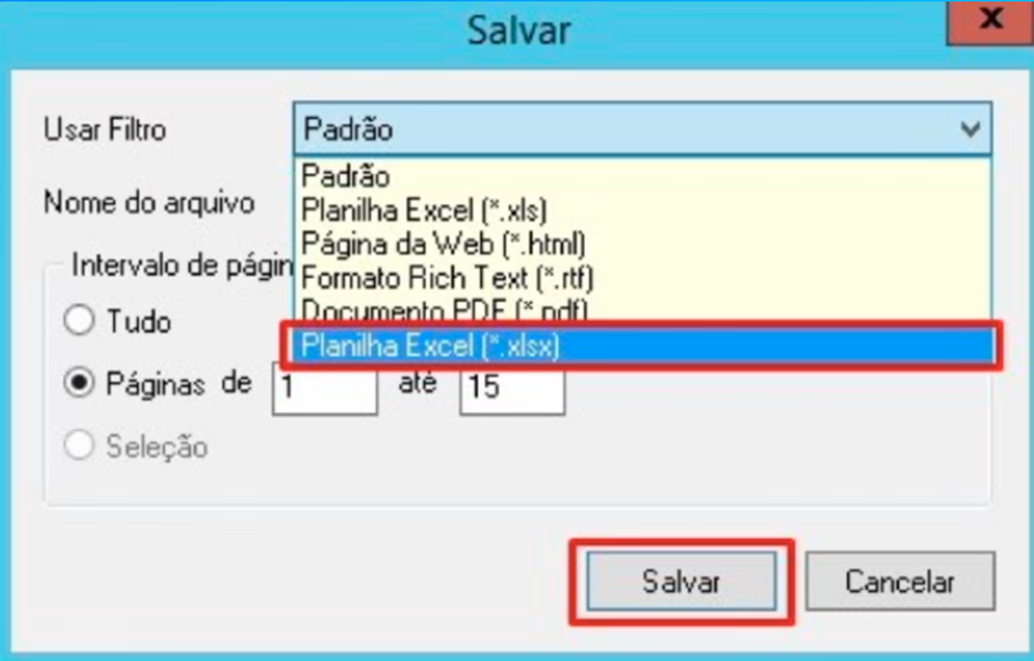 Salvar
x
Usar Filtro Padrão
Padrão
Nome do arquivo
Planilha Excel (*.xls)
Página da Web (*.html)
Intervalo de págin
Formato Rich Text (*.rtf)
Documento PDF (*.pdf)
Tudo
Planilha Excel (*.xlsx)
Páginas de 1 até 15
Seleção
Salvar Cancelar